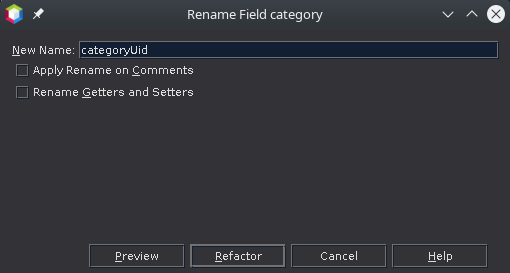 Rename Field category
New Name: categoryUid
Apply Rename on Comments
Rename Getters and Setters
Preview Refactor Cancel Help